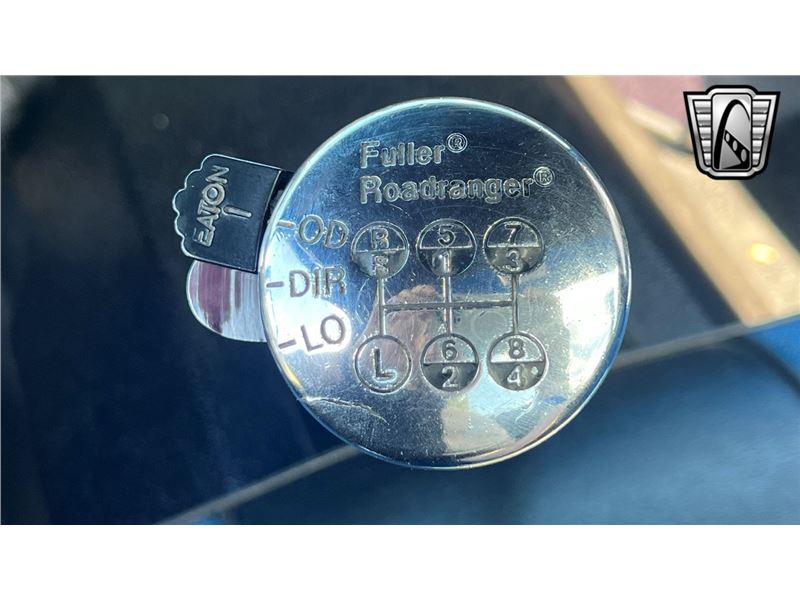 Fuller®
Roadranger®
EATON
-OD
R 5 7
R 1 3
-DIR
-LO
L 6 8
2 4